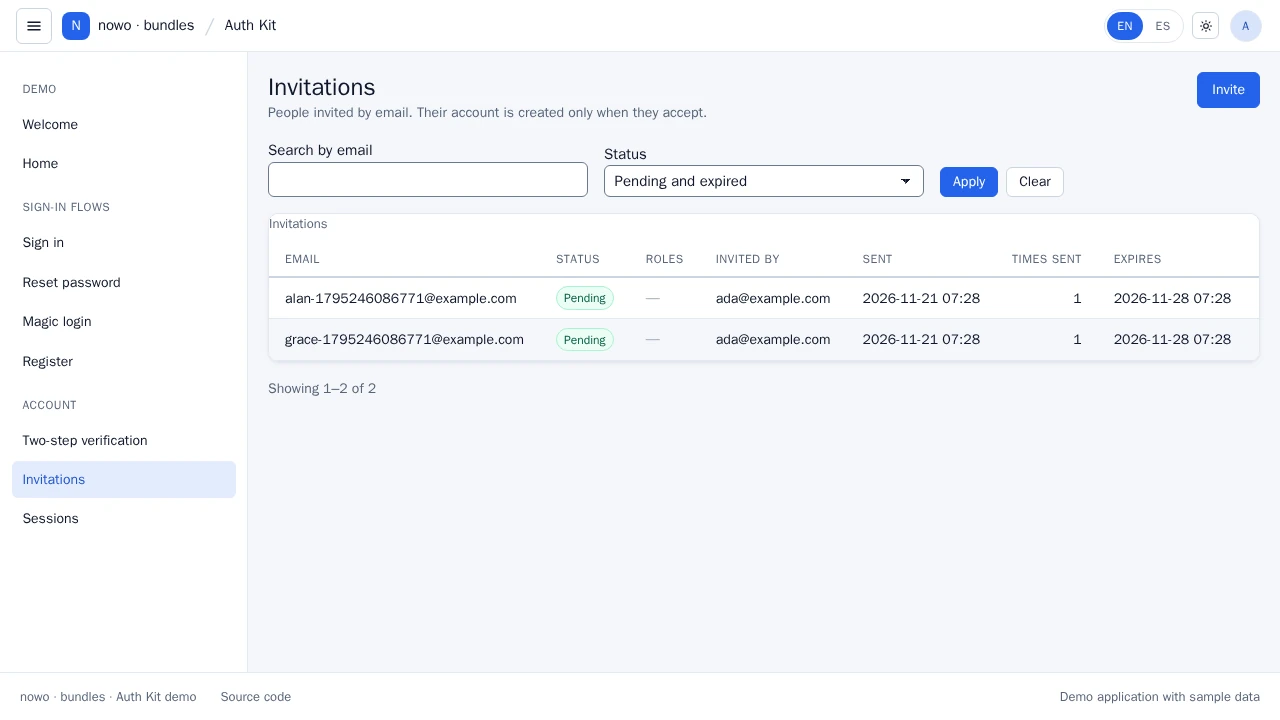 N nowo · bundles / Auth Kit EN ES A
DEMO
Welcome
Home
SIGN-IN FLOWS
Sign in
Reset password
Magic login
Register
ACCOUNT
Two-step verification
Invitations
Sessions
Invitations
People invited by email. Their account is created only when they accept.
Invite
Search by email
Status
Pending and expired
Apply
Clear
Invitations
EMAIL STATUS ROLES INVITED BY SENT TIMES SENT EXPIRES
alan-1795246086771@example.com Pending — ada@example.com 2026-11-21 07:28 1 2026-11-28 07:28
grace-1795246086771@example.com Pending — ada@example.com 2026-11-21 07:28 1 2026-11-28 07:28
Showing 1–2 of 2
nowo · bundles · Auth Kit demo Source code Demo application with sample data